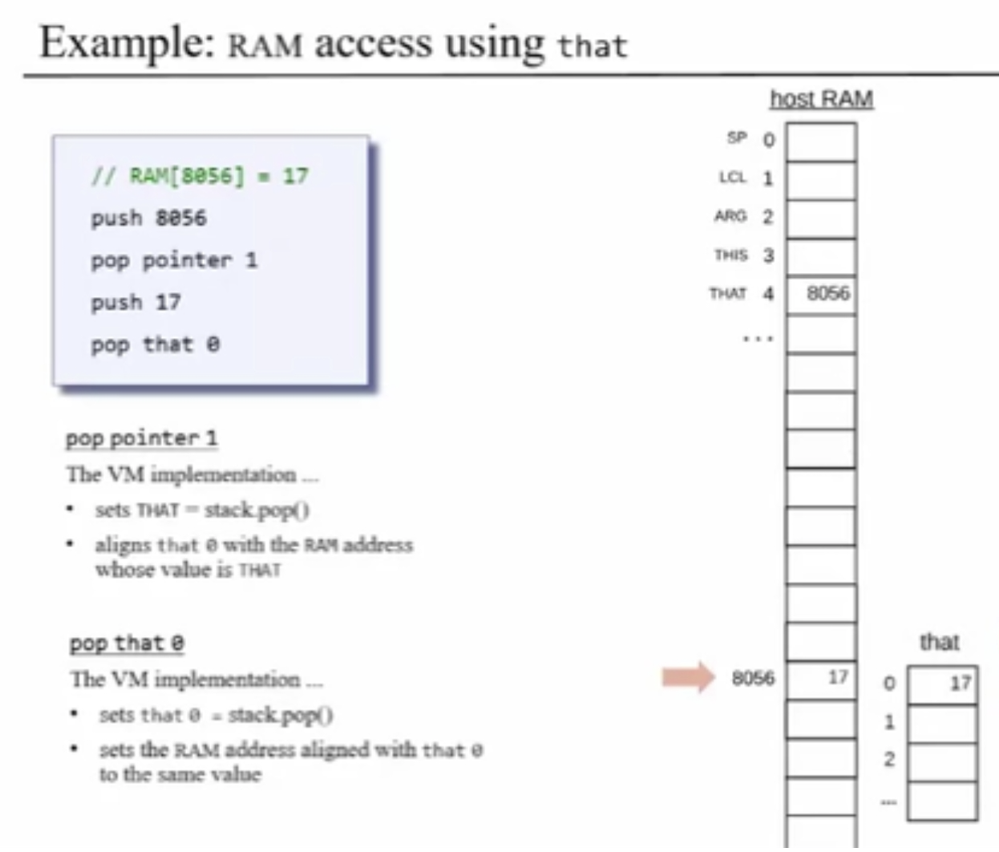 Example: RAM access using that
// RAM[8056] = 17
push 8056
pop pointer 1
push 17
pop that 0
pop pointer 1
The VM implementation ...
• sets THAT = stack.pop()
• aligns that 0 with the RAM address
whose value is THAT
pop that 0
The VM implementation ...
• sets that 0 = stack.pop()
• sets the RAM address aligned with that 0
to the same value
host RAM
SP 0
LCL 1
ARG 2
THIS 3
THAT 4 8056
...
8056 17
that
0 17
1
2
...